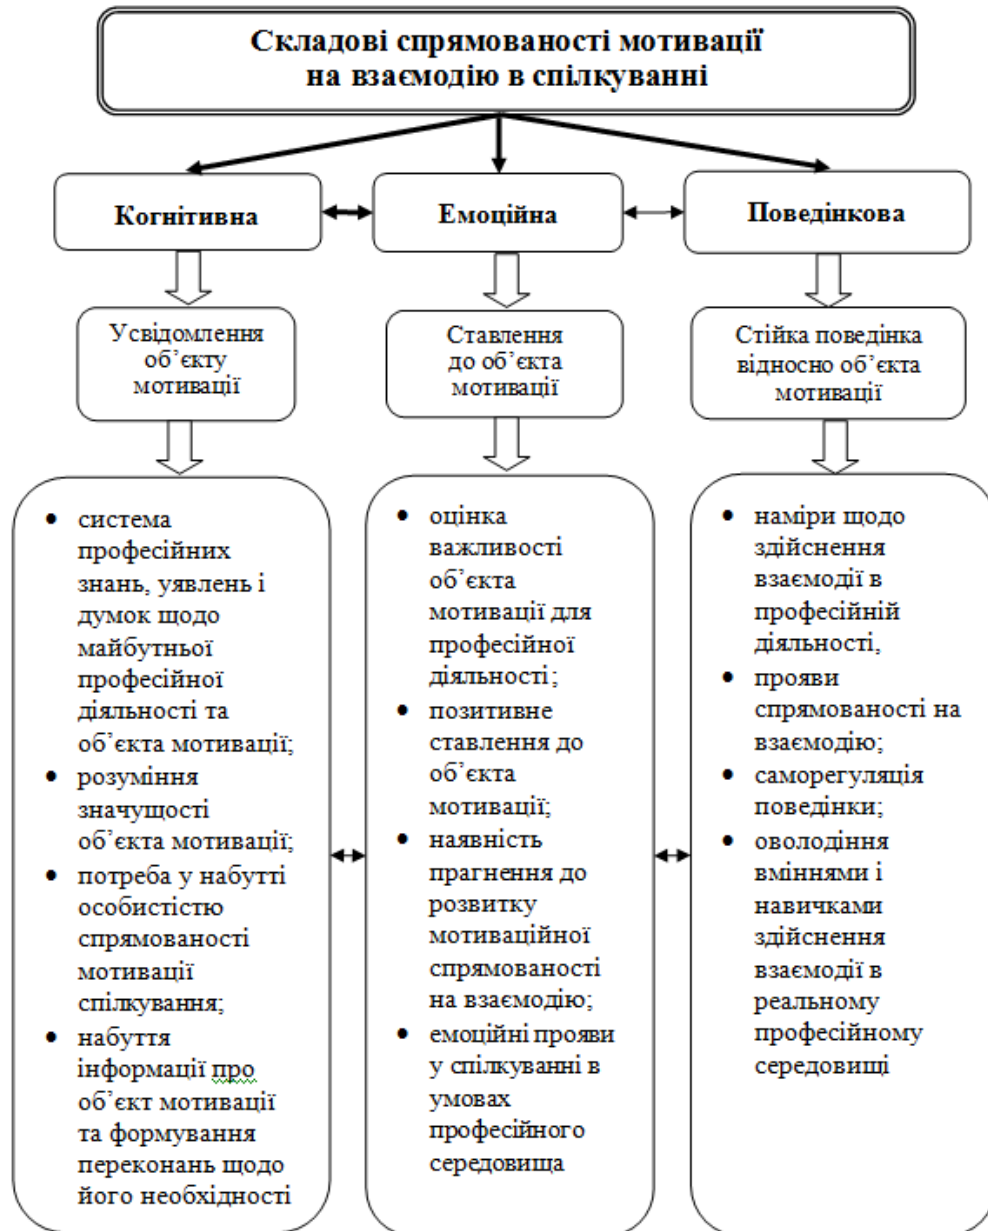 Складові спрямованості мотивації
на взаємодію в спілкуванні
Когнітивна
Емоційна
Поведінкова
Усвідомлення
об’єкту
мотивації
Ставлення
до об’єкта
мотивації
Стійка поведінка
відносно об’єкта
мотивації
• система
професійних
знань, уявлень і
думок щодо
майбутньої
професійної
діяльності та
об’єкта мотивації;
• розуміння
значущості
об’єкта мотивації;
• потреба у набутті
особистістю
спрямованості
мотивації
спілкування;
• набуття
інформації про
об’єкт мотивації
та формування
переконань щодо
його необхідності
• оцінка
важливості
об’єкта
мотивації для
професійної
діяльності;
• позитивне
ставлення до
об’єкта
мотивації;
• наявність
прагнення до
розвитку
мотиваційної
спрямованості
на взаємодію;
• емоційні прояви
у спілкуванні в
умовах
професійного
середовища
• наміри щодо
здійснення
взаємодії в
професійній
діяльності,
• прояви
спрямованості на
взаємодію;
• саморегуляція
поведінки;
• оволодіння
вміннями і
навичками
здійснення
взаємодії в
реальному
професійному
середовищі